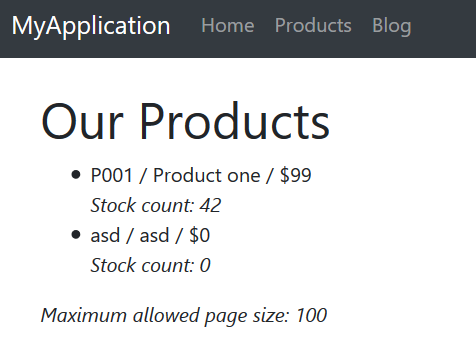 MyApplication Home Products Blog
Our Products
P001 / Product one / $99
Stock count: 42
asd / asd / $0
Stock count: 0
Maximum allowed page size: 100